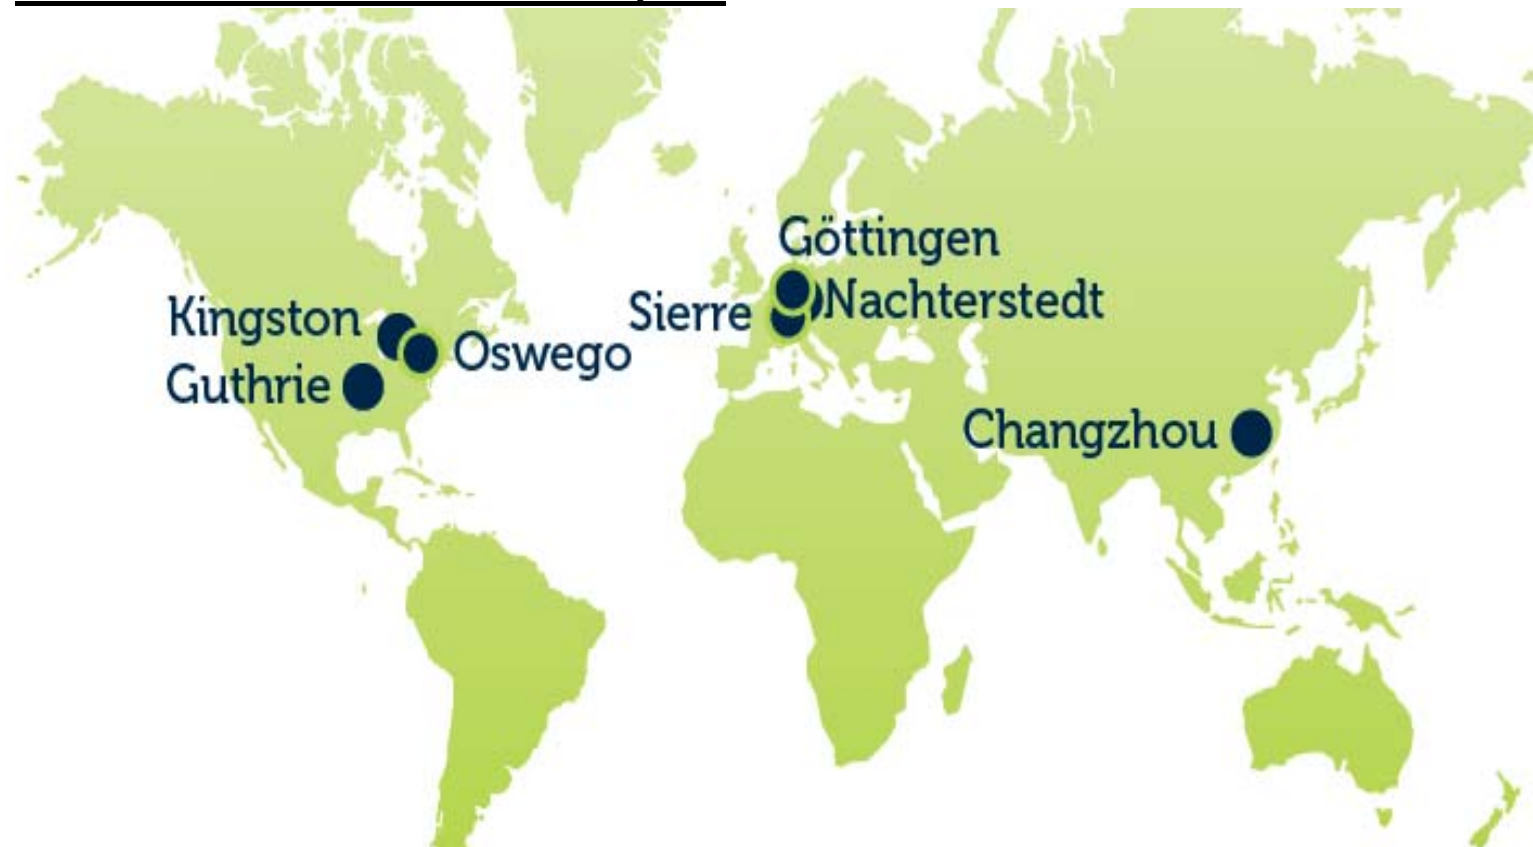 Göttingen
Nachterstedt
Sierre
Kingston
Oswego
Guthrie
Changzhou